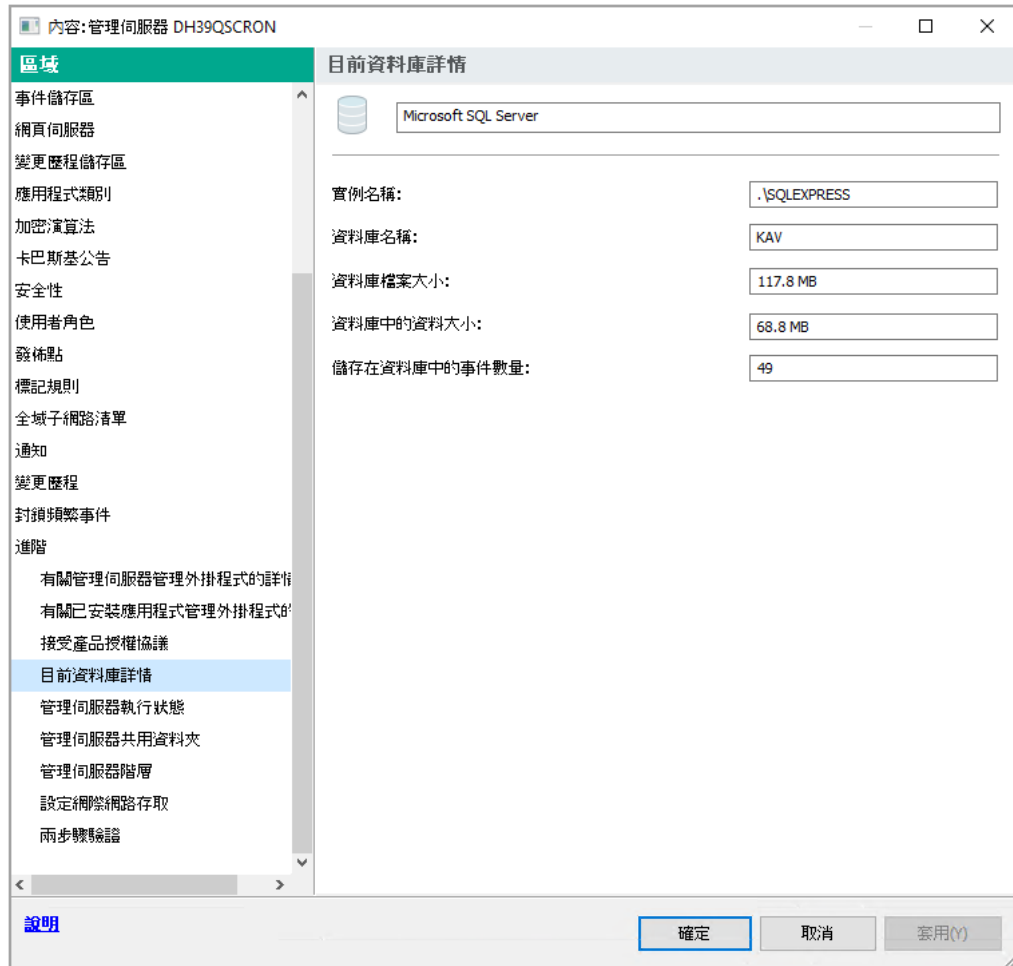 內容:管理伺服器 DH39QSCRON
區域
事件儲存區
網頁伺服器
變更歷程儲存區
應用程式類別
加密演算法
卡巴斯基公告
安全性
使用者角色
發佈點
標記規則
全域子網路清單
通知
變更歷程
封鎖頻繁事件
進階
有關管理伺服器管理外掛程式的詳情
有關已安裝應用程式管理外掛程式的
接受產品授權協議
目前資料庫詳情
管理伺服器執行狀態
管理伺服器共用資料夾
管理伺服器階層
設定網際網路存取
兩步驟驗證
目前資料庫詳情
Microsoft SQL Server
實例名稱: .\SQLEXPRESS
資料庫名稱: KAV
資料庫檔案大小: 117.8 MB
資料庫中的資料大小: 68.8 MB
儲存在資料庫中的事件數量: 49
說明
確定 取消 套用(Y)